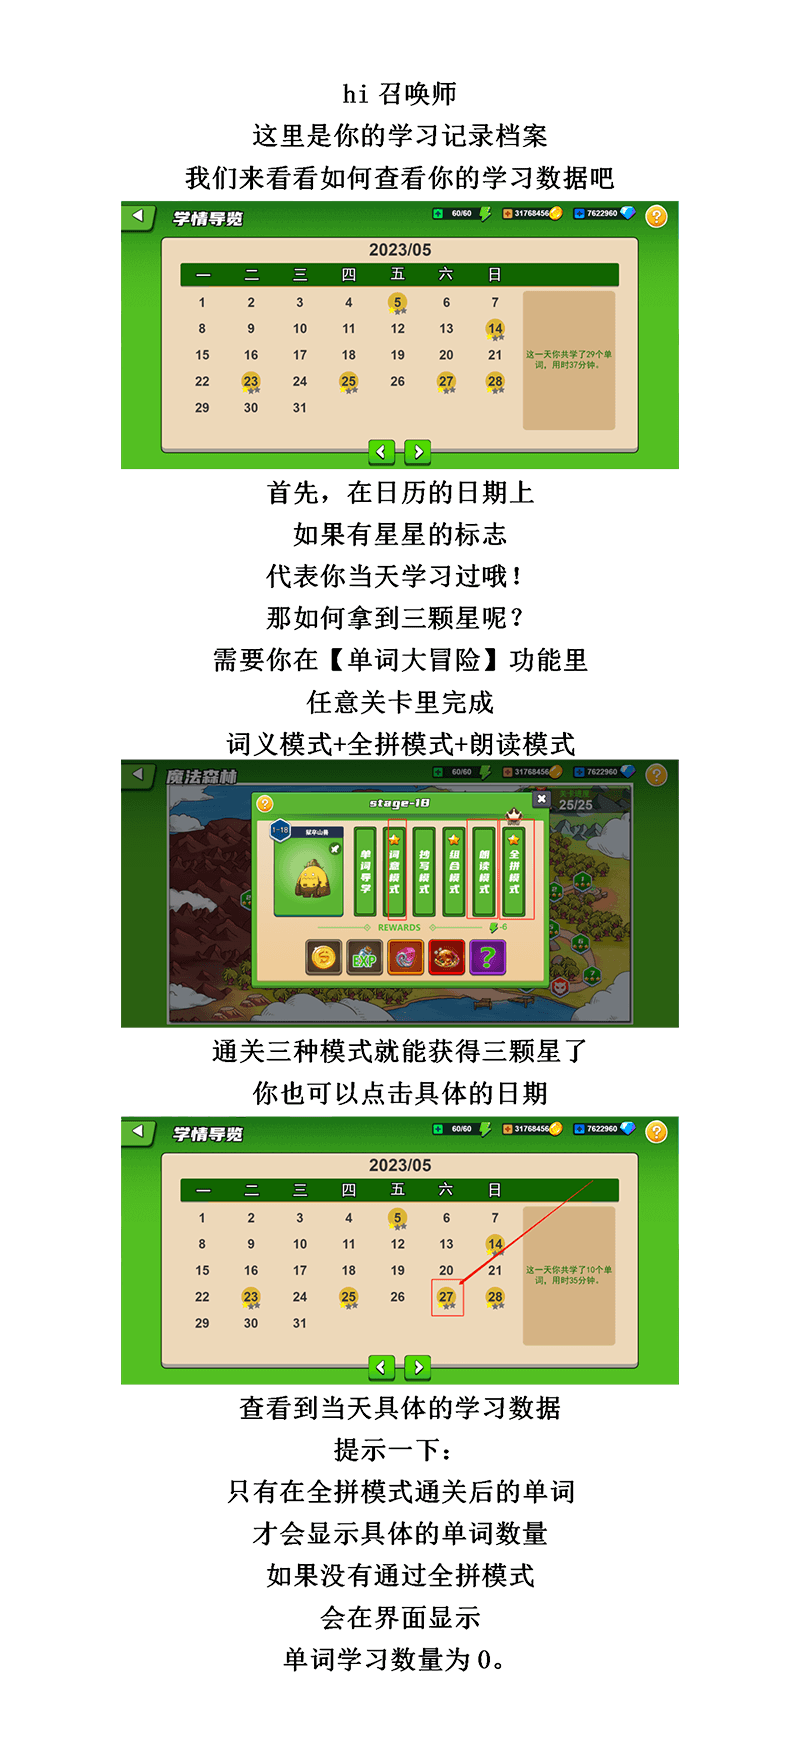 hi 召唤师
这里是你的学习记录档案
我们来看看如何查看你的学习数据吧
学情导览
60/60 31768456 7622960 ?
2023/05
一 二 三 四 五 六 日
1 2 3 4 5 6 7
8 9 10 11 12 13 14
15 16 17 18 19 20 21
22 23 24 25 26 27 28
29 30 31
这一天你共学了29个单
词，用时37分钟。
首先，在日历的日期上
如果有星星的标志
代表你当天学习过哦！
那如何拿到三颗星呢？
需要你在【单词大冒险】功能里
任意关卡里完成
词义模式+全拼模式+朗读模式
魔法森林
60/60 31768456 7622960 ?
25/25
? stage-18
1-18
单词导学
词意模式
抄写模式
组合模式
朗读模式
全拼模式
REWARDS
-6
EXP
?
通关三种模式就能获得三颗星了
你也可以点击具体的日期
学情导览
60/60 31768456 7622960 ?
2023/05
一 二 三 四 五 六 日
1 2 3 4 5 6 7
8 9 10 11 12 13 14
15 16 17 18 19 20 21
22 23 24 25 26 27 28
29 30 31
这一天你共学了10个单
词，用时35分钟。
查看到当天具体的学习数据
提示一下：
只有在全拼模式通关后的单词
才会显示具体的单词数量
如果没有通过全拼模式
会在界面显示
单词学习数量为 0。